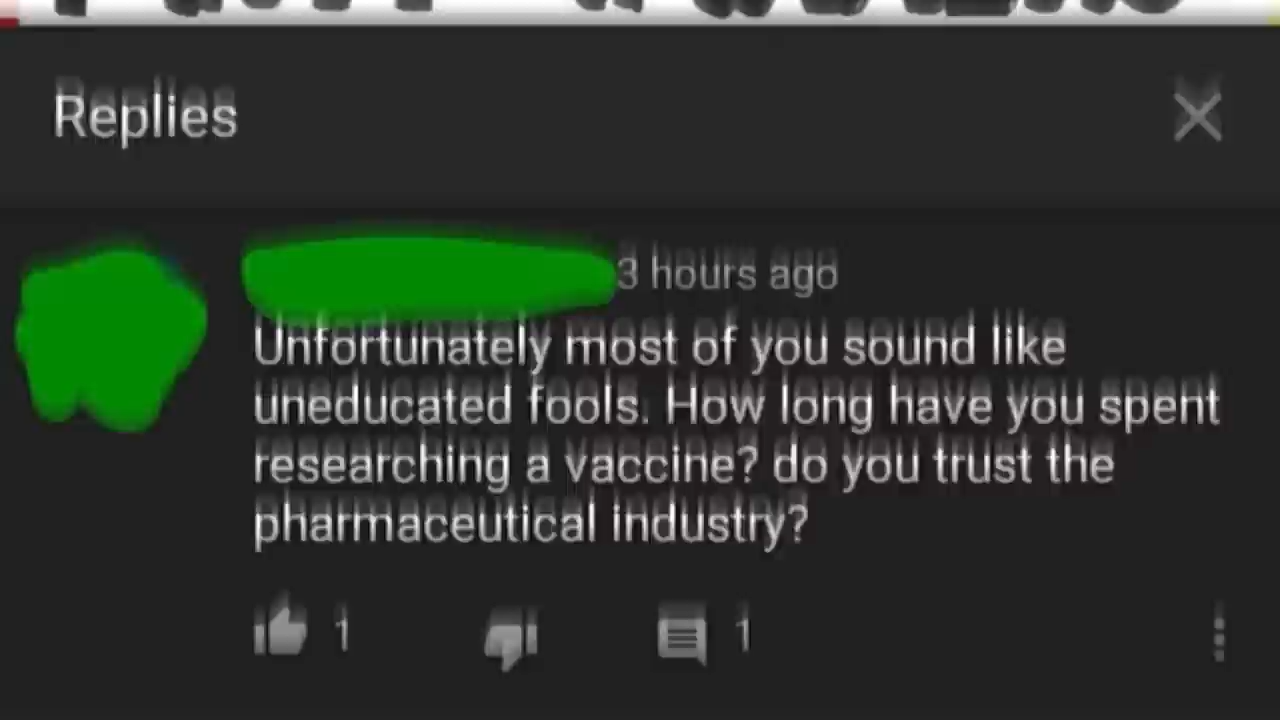 Replies
3 hours ago
Unfortunately most of you sound like
uneducated fools. How long have you spent
researching a vaccine? do you trust the
pharmaceutical industry?
1 1